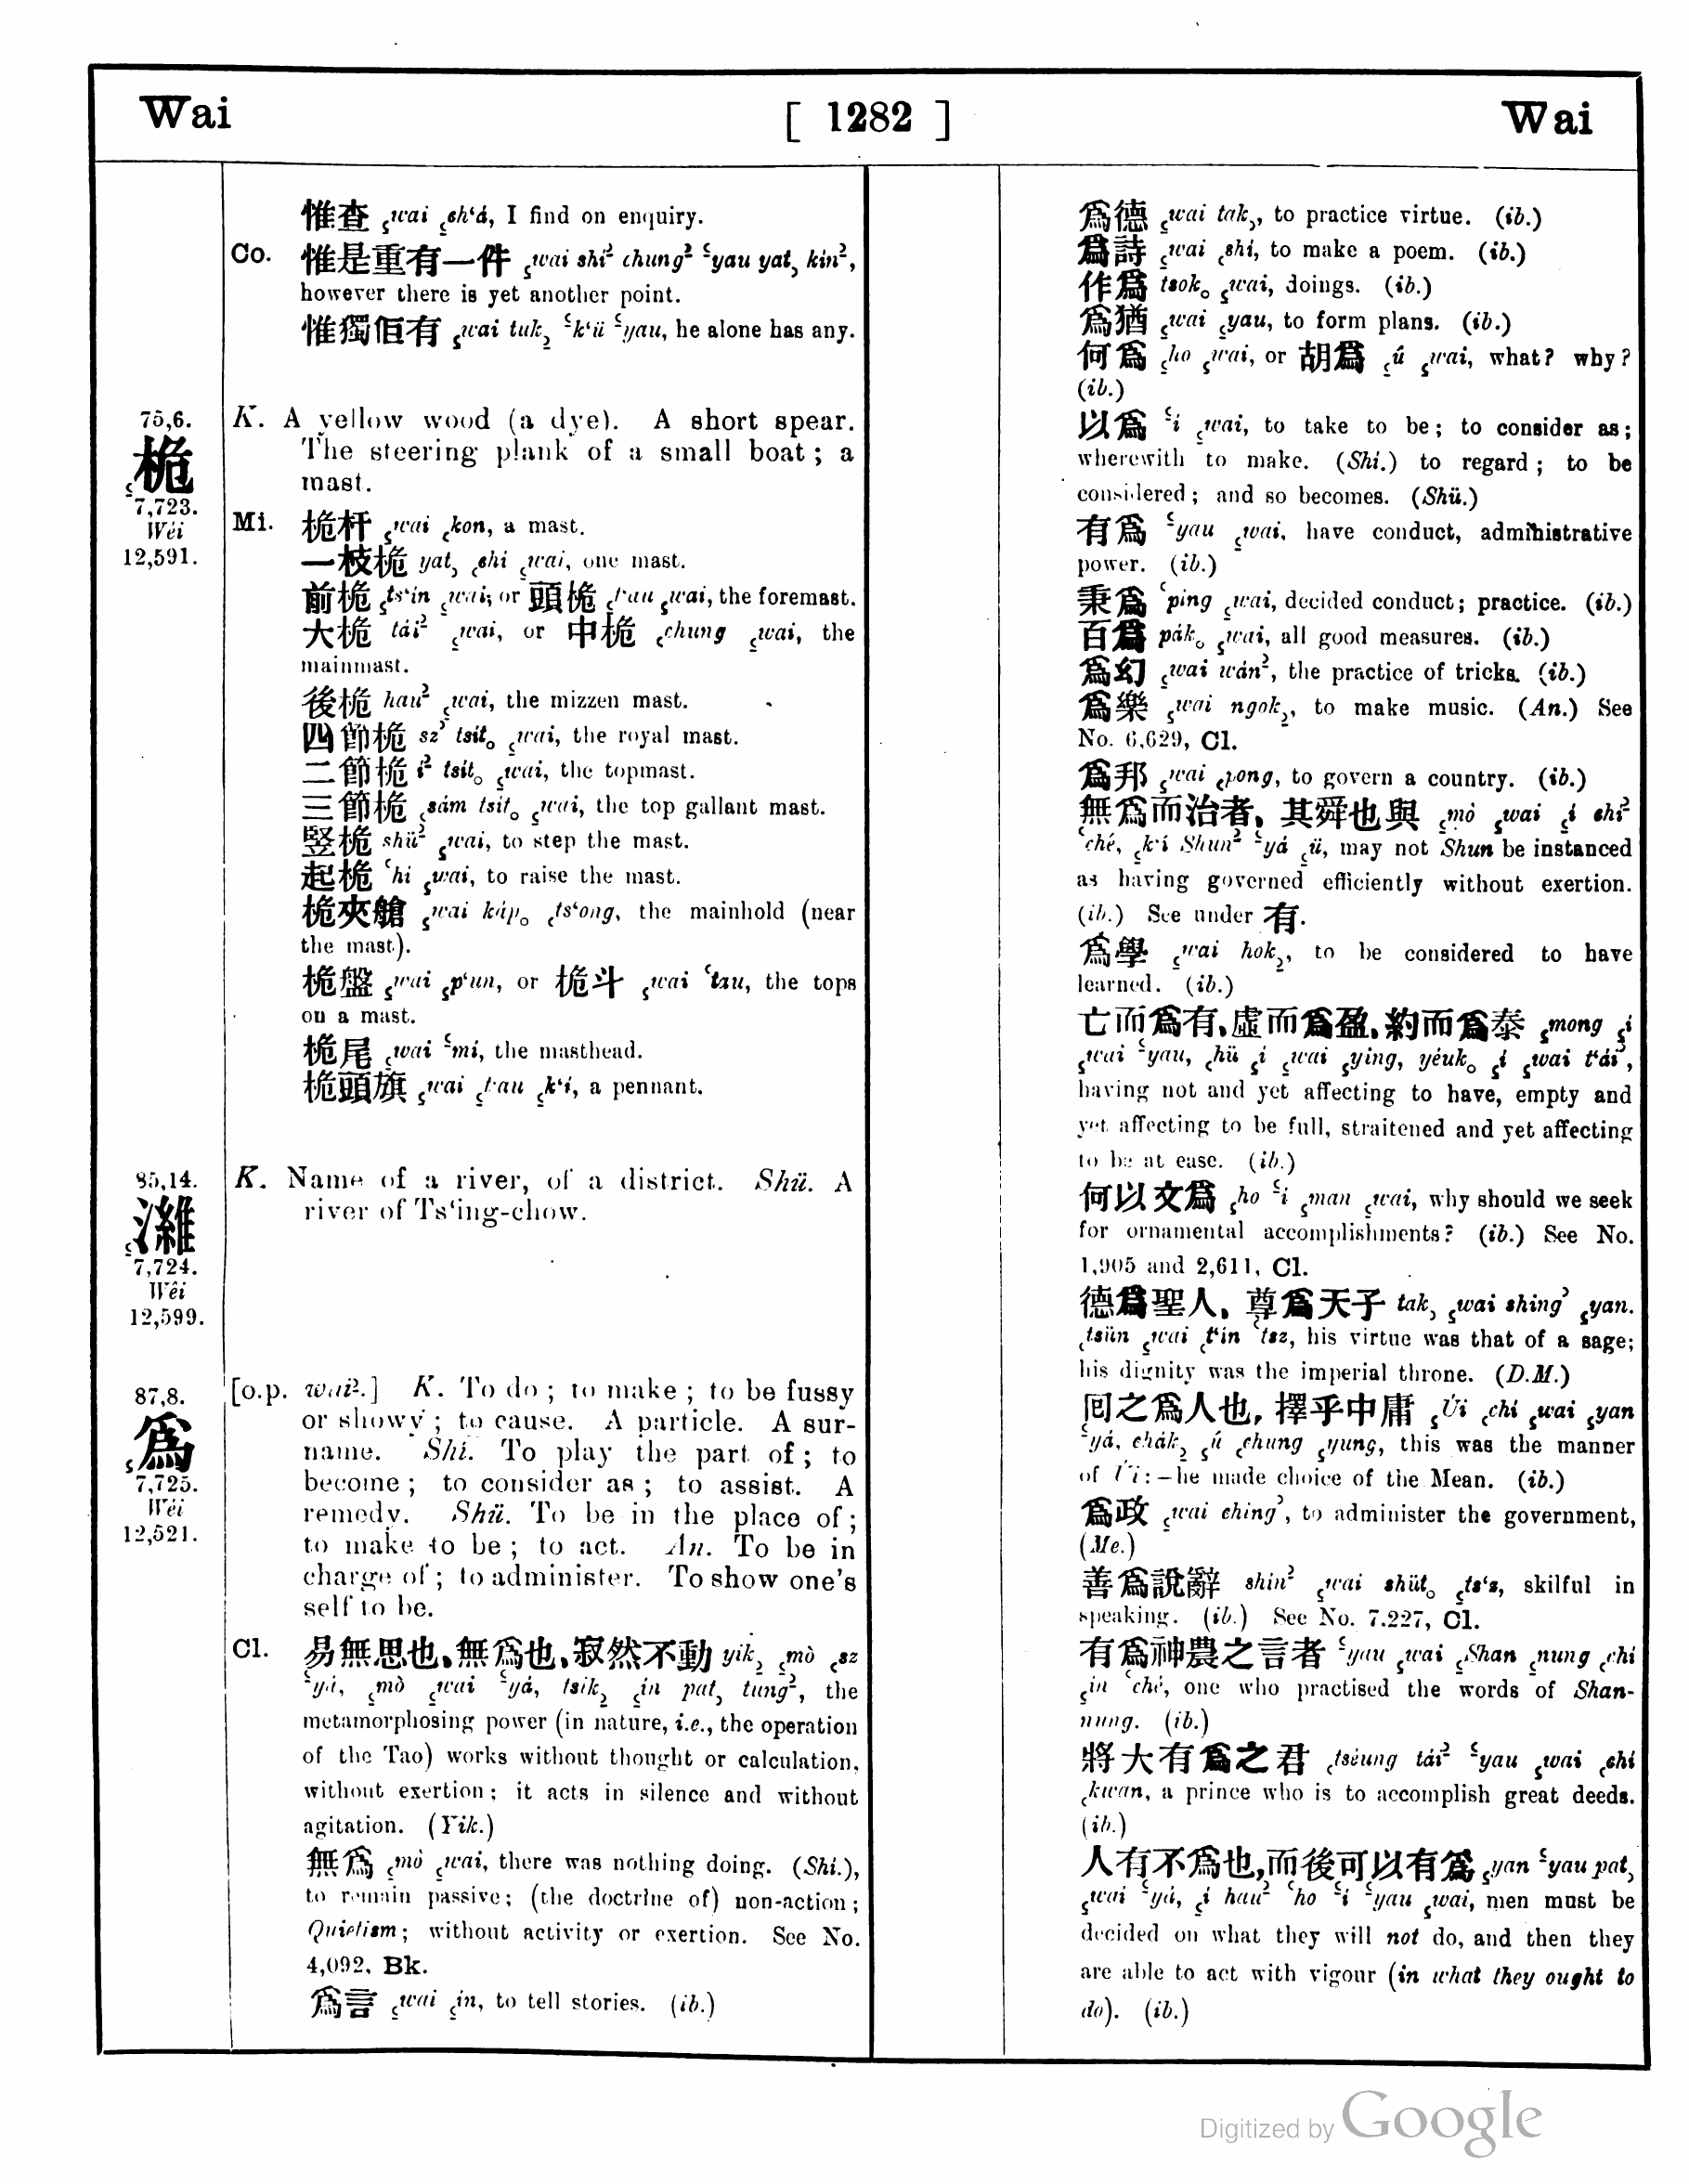 Wai [ 1282 ] Wai
惟查 ꜁wai ꜁ch‘á, I find on enquiry.
Co. 惟是重有一件 ꜁wai shi² chung² ꜃yau yat꜆ kin²,
however there is yet another point.
惟獨佢有 ꜁wai tuk꜇ ꜃k‘ü ꜃yau, he alone has any.
75,6.
桅
7,723.
Wéi
12,591.
K. A yellow wood (a dye). A short spear.
The steering plank of a small boat; a
mast.
Mi. 桅杆 ꜁wai ꜀kon, a mast.
一枝桅 yat꜆ ꜀chi ꜁wai, one mast.
前桅 ꜁ts‘in ꜁wai; or 頭桅 ꜁t‘au ꜁wai, the foremast.
大桅 tái² ꜁wai, or 中桅 ꜀chung ꜁wai, the
mainmast.
後桅 hau² ꜁wai, the mizzen mast.
四節桅 sz꜄ tsit꜀ ꜁wai, the royal mast.
二節桅 i² tsit꜀ ꜁wai, the topmast.
三節桅 ꜀sám tsit꜀ ꜁wai, the top gallant mast.
竪桅 shü² ꜁wai, to step the mast.
起桅 ꜂hi ꜁wai, to raise the mast.
桅夾艙 ꜁wai káp꜀ ꜀ts‘ong, the mainhold (near
the mast).
桅盤 ꜁wai ꜁p‘un, or 桅斗 ꜁wai ꜂tau, the tops
on a mast.
桅尾 ꜁wai ꜃mí, the masthead.
桅頭旗 ꜁wai ꜁t‘au ꜁k‘í, a pennant.
85,14.
濰
7,724.
Wêi
12,599.
K. Name of a river, of a district. Shü. A
river of Ts‘ing-chow.
87,8.
爲
7,725.
Wéi
12,521.
[o.p. wai².] K. To do; to make; to be fussy
or showy; to cause. A particle. A sur-
name. Shí. To play the part of; to
become; to consider as; to assist. A
remedy. Shü. To be in the place of;
to make to be; to act. An. To be in
charge of; to administer. To show one's
self to be.
Cl. 易無思也、無爲也、寂然不動 yik꜇ ꜁mò ꜀sz
꜃yá, ꜁mò ꜁wai ꜃yá, tsik꜇ ꜁in pat꜆ tung², the
metamorphosing power (in nature, i.e., the operation
of the Tao) works without thought or calculation,
without exertion; it acts in silence and without
agitation. (Yik.)
無爲 ꜁mò ꜁wai, there was nothing doing. (Shí.),
to remain passive; (the doctrine of) non-action;
Quietism; without activity or exertion. See No.
4,092, Bk.
爲言 ꜁wai ꜁in, to tell stories. (ib.)
爲德 ꜁wai tak꜆, to practice virtue. (ib.)
爲詩 ꜁wai ꜀shí, to make a poem. (ib.)
作爲 tsok꜀ ꜁wai, doings. (ib.)
爲猶 ꜁wai ꜁yau, to form plans. (ib.)
何爲 ꜁ho ꜁wai, or 胡爲 ꜁ú ꜁wai, what? why?
(ib.)
以爲 ꜃i ꜁wai, to take to be; to consider as;
wherewith to make. (Shí.) to regard; to be
considered; and so becomes. (Shü.)
有爲 ꜃yau ꜁wai, have conduct, administrative
power. (ib.)
秉爲 ꜂ping ꜁wai, decided conduct; practice. (ib.)
百爲 pák꜀ ꜁wai, all good measures. (ib.)
爲幻 ꜁wai wán², the practice of tricks. (ib.)
爲樂 ꜁wai ngok꜇, to make music. (An.) See
No. 6,629, Cl.
爲邦 ꜁wai ꜀pong, to govern a country. (ib.)
無爲而治者、其舜也與 ꜁mò ꜁wai ꜁i chi²
꜂ché, ꜁k‘í Shun² ꜃yá ꜁ü, may not Shun be instanced
as having governed efficiently without exertion.
(ib.) See under 有.
爲學 ꜁wai hok꜇, to be considered to have
learned. (ib.)
亡而爲有、虛而爲盈、約而爲泰 ꜁mong ꜁i
꜁wai ꜃yau, ꜀hü ꜁i ꜁wai ꜁ying, yéuk꜀ ꜁i ꜁wai t‘ái꜄,
having not and yet affecting to have, empty and
yet affecting to be full, straitened and yet affecting
to be at ease. (ib.)
何以文爲 ꜁ho ꜃i ꜁man ꜁wai, why should we seek
for ornamental accomplishments? (ib.) See No.
1,905 and 2,611, Cl.
德爲聖人、尊爲天子 tak꜆ ꜁wai shing꜄ ꜁yan.
꜀tsün ꜁wai ꜀t‘in ꜂tsz, his virtue was that of a sage;
his dignity was the imperial throne. (D.M.)
囘之爲人也, 擇乎中庸 ꜁Úi ꜀chí ꜁wai ꜁yan
꜃yá, chák꜇ ꜁ú ꜀chung ꜁yung, this was the manner
of Úi:—he made choice of the Mean. (ib.)
爲政 ꜁wai ching꜄, to administer the government,
(Me.)
善爲說辭 shin² ꜁wai shüt꜀ ꜁ts‘z, skilful in
speaking. (ib.) See No. 7.227, Cl.
有爲神農之言者 ꜃yau ꜁wai ꜁Shan ꜁nung ꜀chí
꜁in ꜂ché, one who practised the words of Shan-
nung. (ib.)
將大有爲之君 ꜀tséung tái² ꜃yau ꜁wai ꜀chí
꜀kwan, a prince who is to accomplish great deeds.
(ib.)
人有不爲也,而後可以有爲 ꜁yan ꜃yau pat꜆
꜁wai ꜃yá, ꜁i hau² ꜂ho ꜃i ꜃yau ꜁wai, men must be
decided on what they will not do, and then they
are able to act with vigour (in what they ought to
do). (ib.)
Digitized by Google